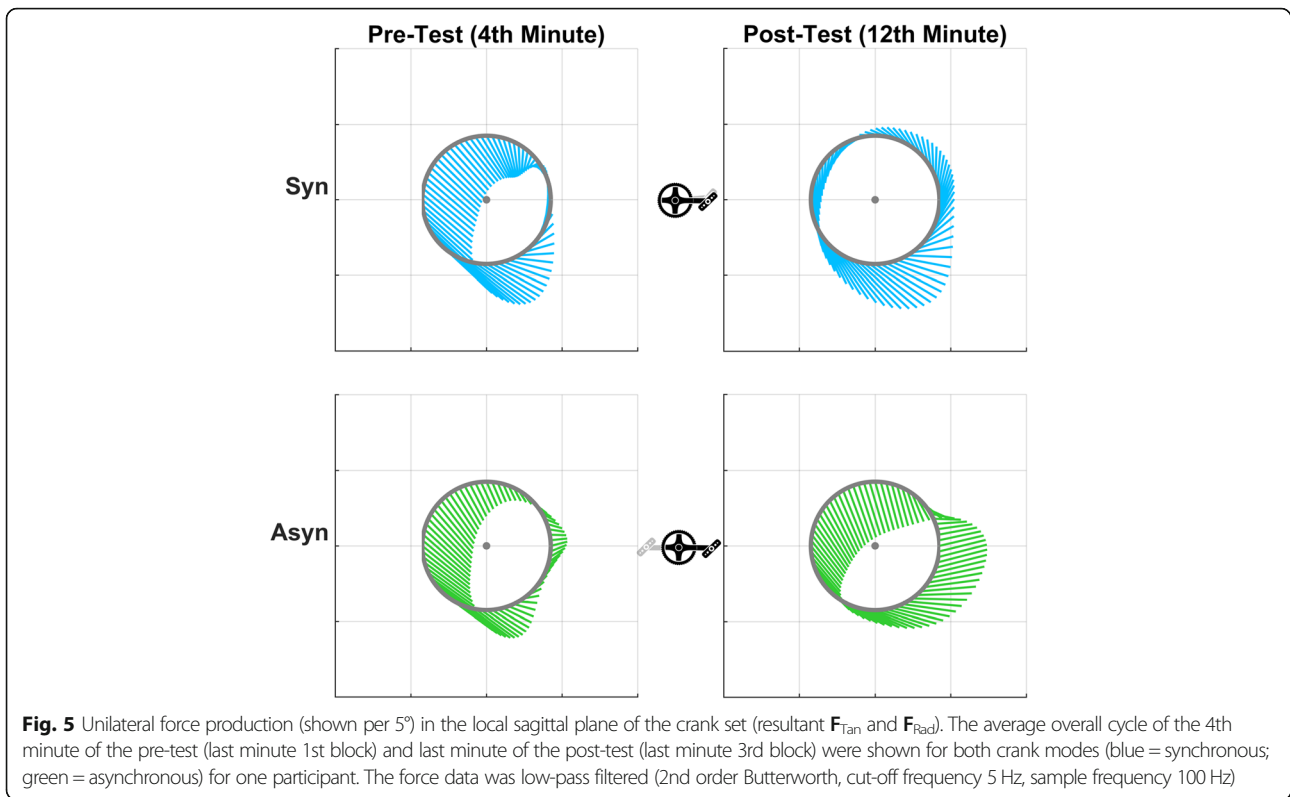 Pre-Test (4th Minute)
Post-Test (12th Minute)
Syn
Asyn
Fig. 5 Unilateral force production (shown per 5°) in the local sagittal plane of the crank set (resultant F_Tan and F_Rad). The average overall cycle of the 4th
minute of the pre-test (last minute 1st block) and last minute of the post-test (last minute 3rd block) were shown for both crank modes (blue = synchronous;
green = asynchronous) for one participant. The force data was low-pass filtered (2nd order Butterworth, cut-off frequency 5 Hz, sample frequency 100 Hz)